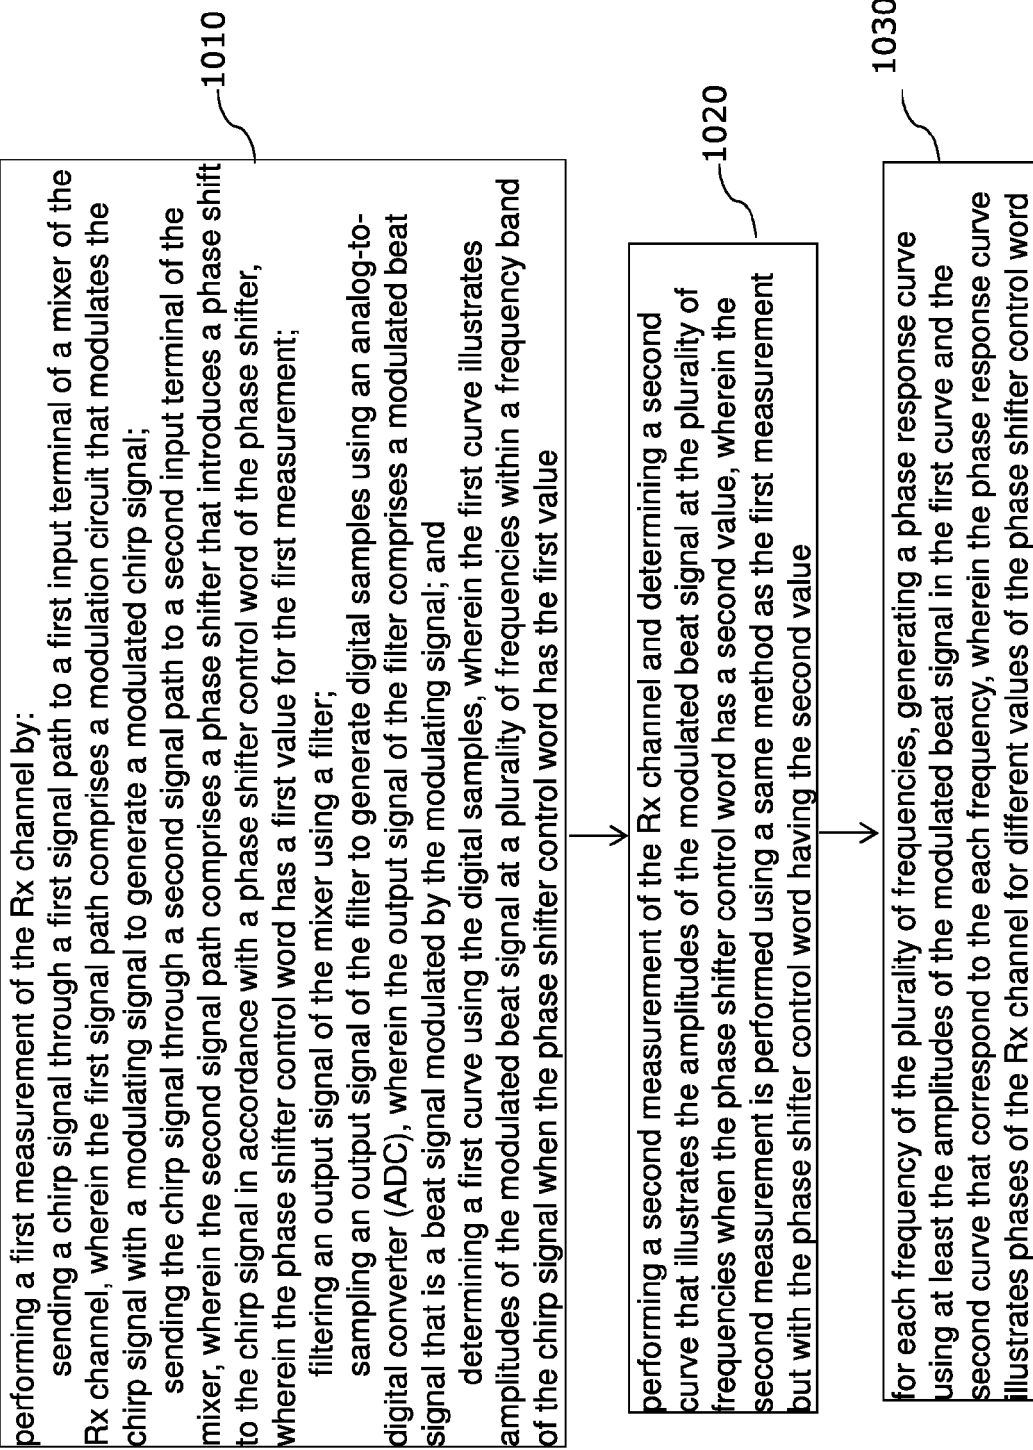 performing a first measurement of the Rx channel by:
sending a chirp signal through a first signal path to a first input terminal of a mixer of the
Rx channel, wherein the first signal path comprises a modulation circuit that modulates the
chirp signal with a modulating signal to generate a modulated chirp signal;
sending the chirp signal through a second signal path to a second input terminal of the
mixer, wherein the second signal path comprises a phase shifter that introduces a phase shift
to the chirp signal in accordance with a phase shifter control word of the phase shifter,
wherein the phase shifter control word has a first value for the first measurement;
filtering an output signal of the mixer using a filter;
sampling an output signal of the filter to generate digital samples using an analog-to-
digital converter (ADC), wherein the output signal of the filter comprises a modulated beat
signal that is a beat signal modulated by the modulating signal; and
determining a first curve using the digital samples, wherein the first curve illustrates
amplitudes of the modulated beat signal at a plurality of frequencies within a frequency band
of the chirp signal when the phase shifter control word has the first value
1010
performing a second measurement of the Rx channel and determining a second
curve that illustrates the amplitudes of the modulated beat signal at the plurality of
frequencies when the phase shifter control word has a second value, wherein the
second measurement is performed using a same method as the first measurement
but with the phase shifter control word having the second value
1020
for each frequency of the plurality of frequencies, generating a phase response curve
using at least the amplitudes of the modulated beat signal in the first curve and the
second curve that correspond to the each frequency, wherein the phase response curve
illustrates phases of the Rx channel for different values of the phase shifter control word
1030